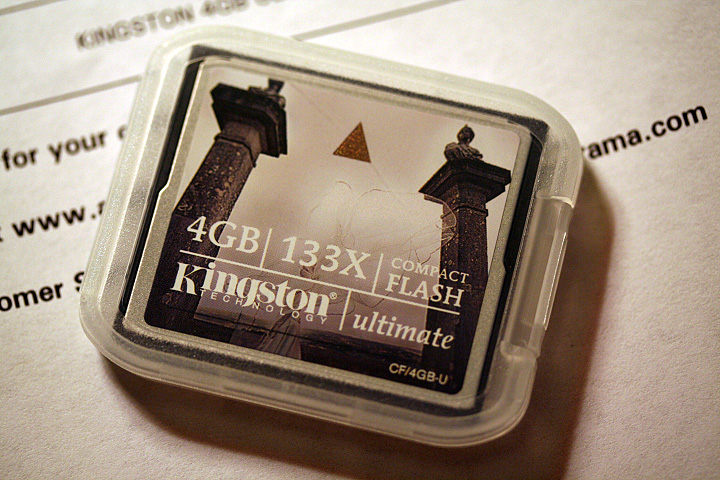 KINGSTON 4GB
for your
www.
rama.com
omer
4GB 133X COMPACT FLASH
Kingston®
TECHNOLOGY
ultimate
CF/4GB-U